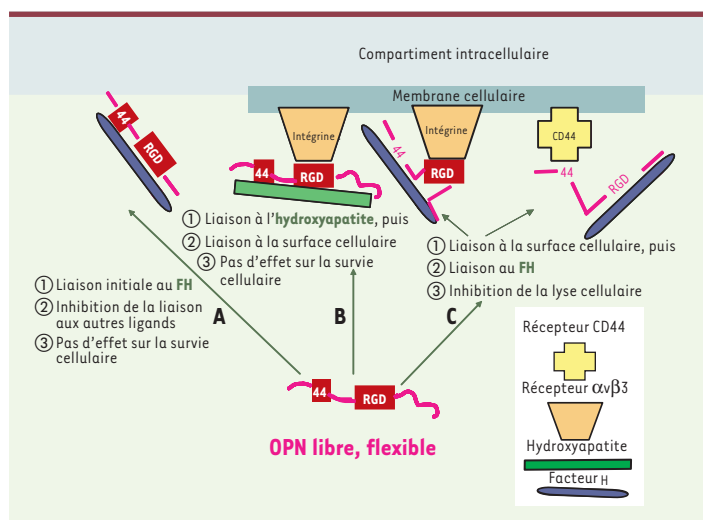 Compartiment intracellulaire
Membrane cellulaire
44
RGD
Intégrine
44
RGD
Intégrine
44
RGD
CD44
44
RGD
① Liaison à l'hydroxyapatite, puis
② Liaison à la surface cellulaire
③ Pas d'effet sur la survie
cellulaire
① Liaison à la surface cellulaire, puis
② Liaison au FH
③ Inhibition de la lyse cellulaire
① Liaison initiale au FH
② Inhibition de la liaison
aux autres ligands
③ Pas d'effet sur la survie
cellulaire
A
B
C
44
RGD
OPN libre, flexible
Récepteur CD44
Récepteur αvβ3
Hydroxyapatite
Facteur H